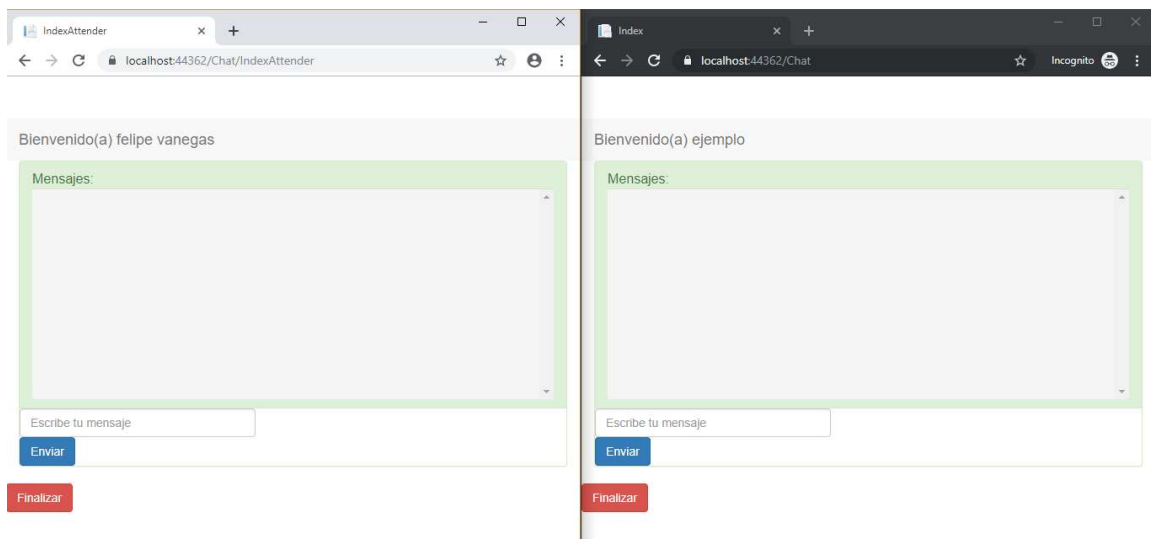 IndexAttender
localhost:44362/Chat/IndexAttender
Bienvenido(a) felipe vanegas
Mensajes:
Escribe tu mensaje
Enviar
Finalizar
Index
localhost:44362/Chat
Incognito
Bienvenido(a) ejemplo
Mensajes:
Escribe tu mensaje
Enviar
Finalizar